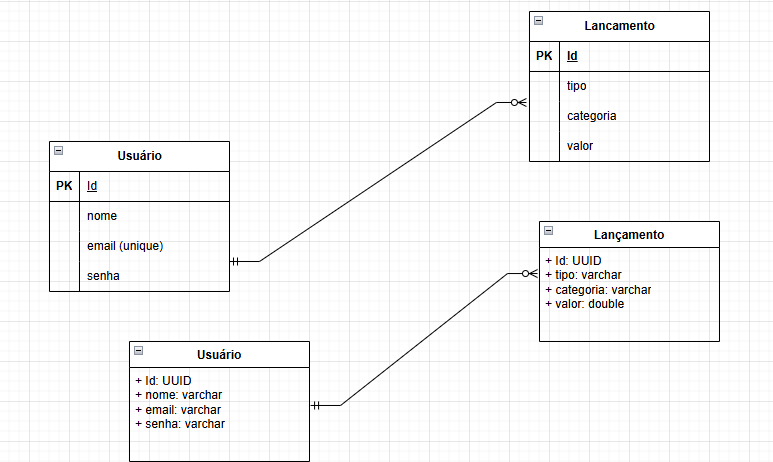 Lancamento
PK Id
tipo
categoria
valor
Usuário
PK Id
nome
email (unique)
senha
Lançamento
+ Id: UUID
+ tipo: varchar
+ categoria: varchar
+ valor: double
Usuário
+ Id: UUID
+ nome: varchar
+ email: varchar
+ senha: varchar